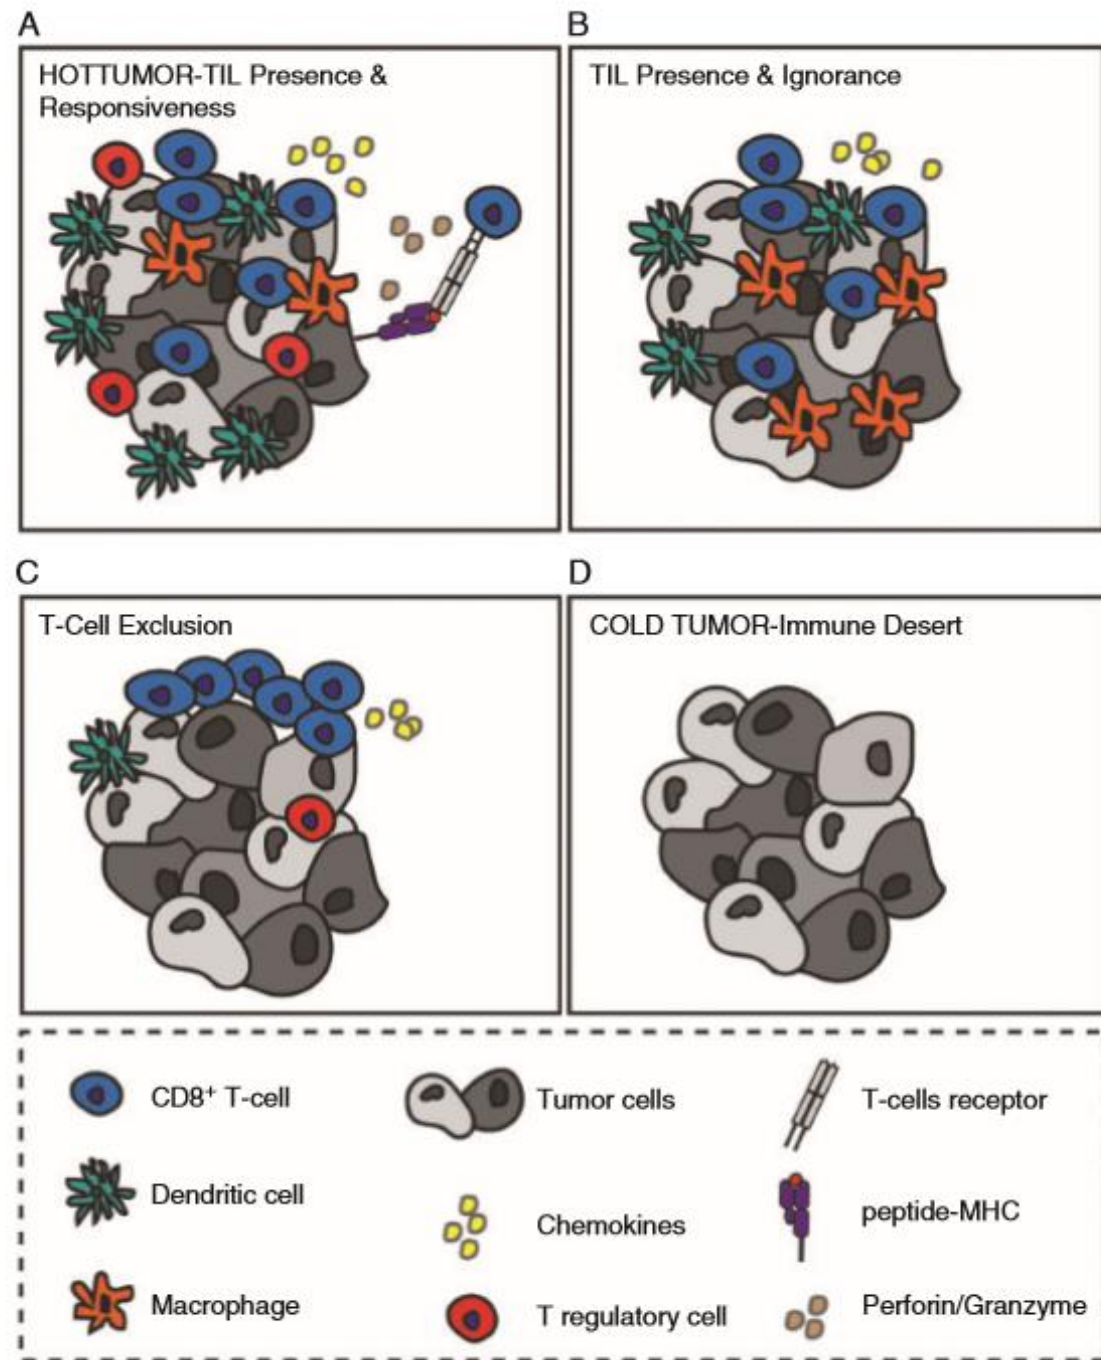 A
HOTTUMOR-TIL Presence &
Responsiveness
B
TIL Presence & Ignorance
C
T-Cell Exclusion
D
COLD TUMOR-Immune Desert
CD8⁺ T-cell
Tumor cells
T-cells receptor
Dendritic cell
Chemokines
peptide-MHC
Macrophage
T regulatory cell
Perforin/Granzyme